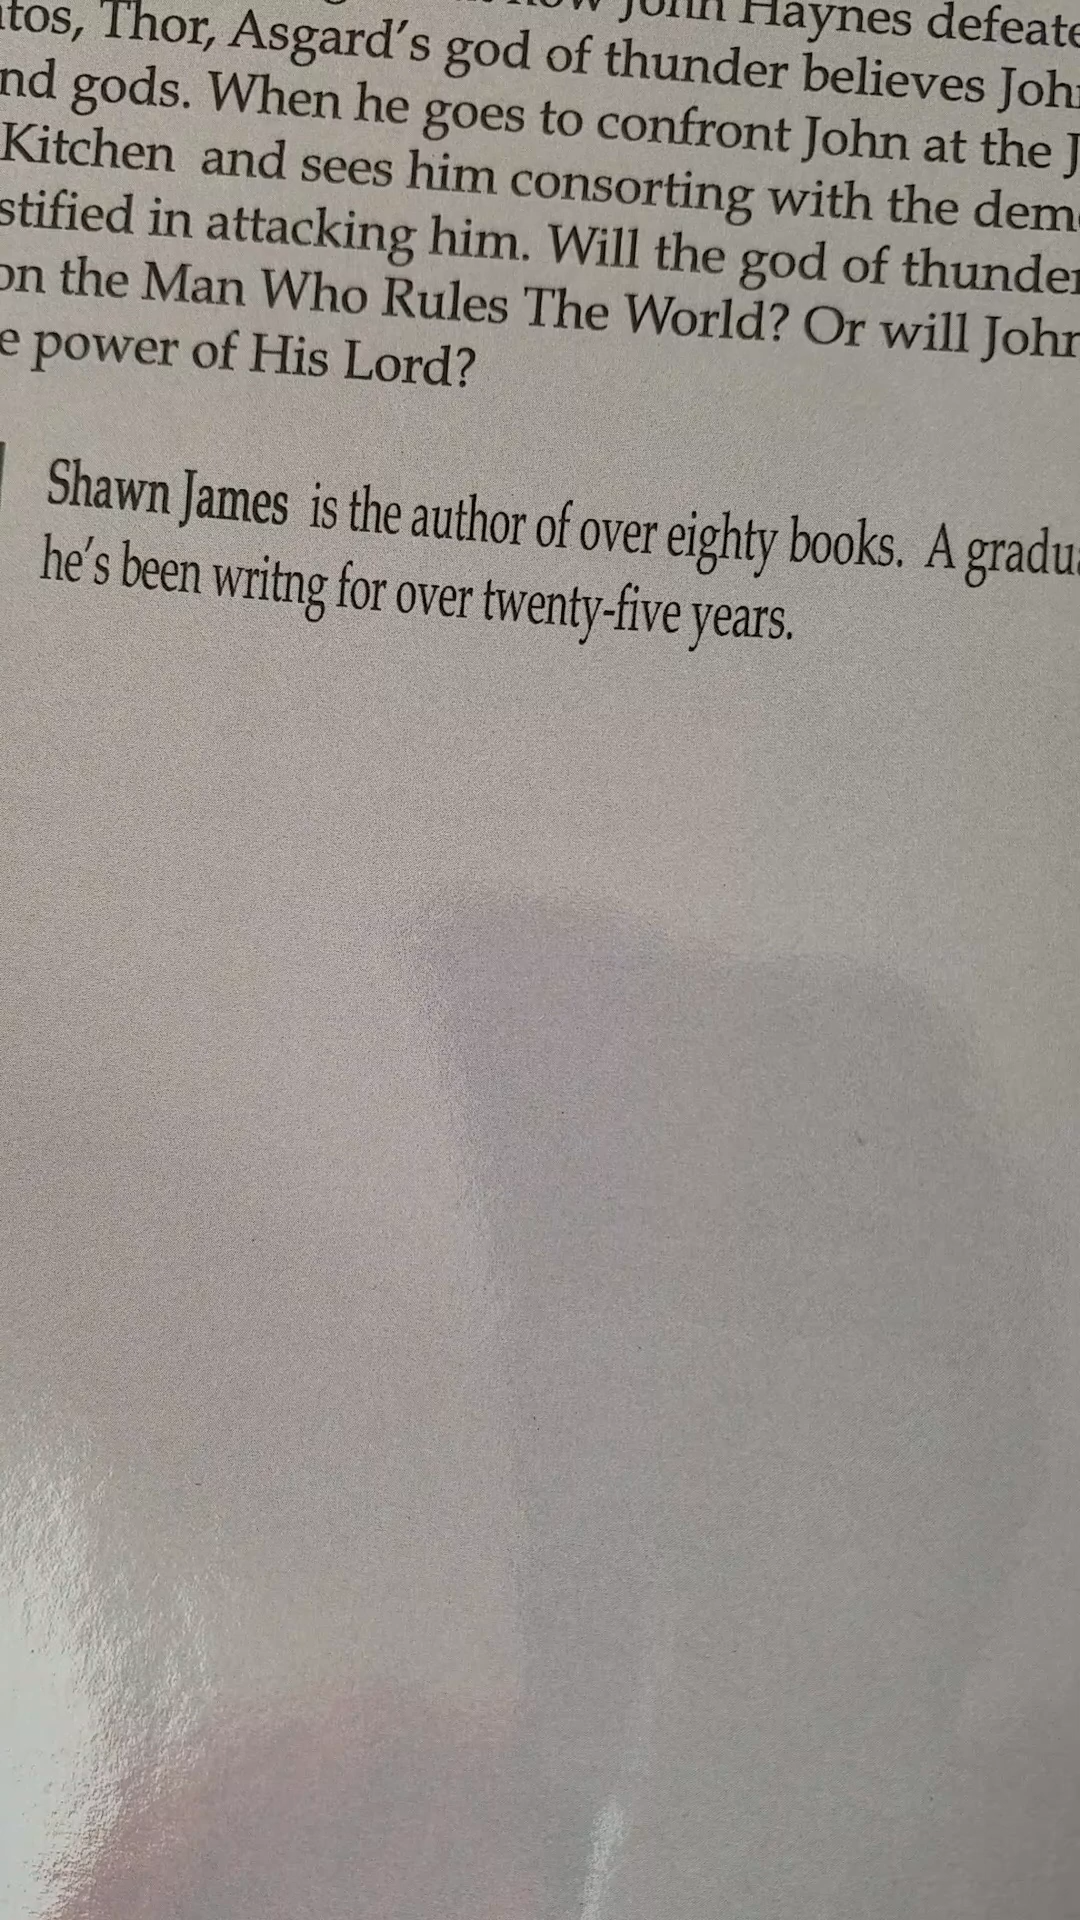 John Haynes defeate
tos, Thor, Asgard's god of thunder believes Joh
nd gods. When he goes to confront John at the J
Kitchen and sees him consorting with the dem
stified in attacking him. Will the god of thunder
on the Man Who Rules The World? Or will John
e power of His Lord?
Shawn James is the author of over eighty books. A gradu
he's been writng for over twenty-five years.